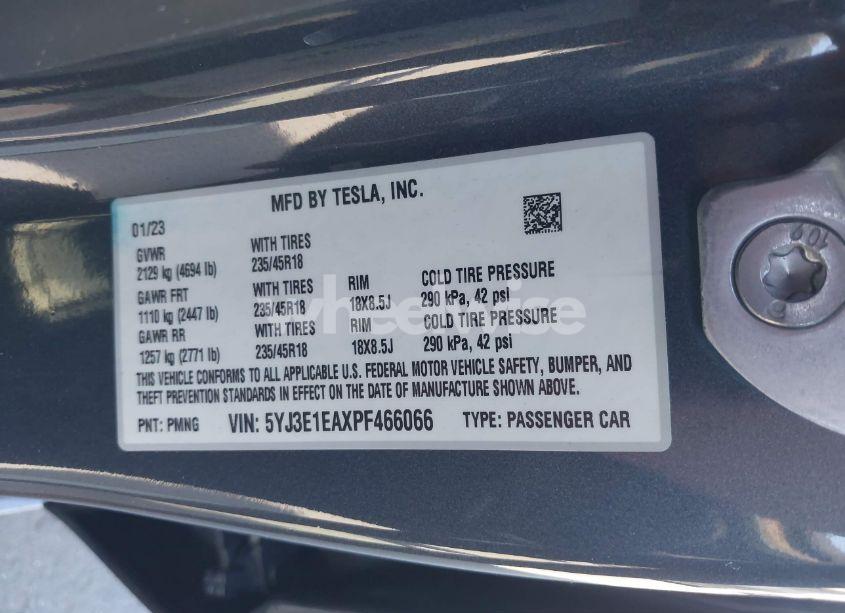 MFD BY TESLA, INC.
01/23
GVWR WITH TIRES
2129 kg (4694 lb) 235/45R18
GAWR FRT WITH TIRES RIM COLD TIRE PRESSURE
1110 kg (2447 lb) 235/45R18 18X8.5J 290 kPa, 42 psi
GAWR RR WITH TIRES RIM COLD TIRE PRESSURE
1257 kg (2771 lb) 235/45R18 18X8.5J 290 kPa, 42 psi
THIS VEHICLE CONFORMS TO ALL APPLICABLE U.S. FEDERAL MOTOR VEHICLE SAFETY, BUMPER, AND
THEFT PREVENTION STANDARDS IN EFFECT ON THE DATE OF MANUFACTURE SHOWN ABOVE.
PNT: PMNG VIN: 5YJ3E1EAXPF466066 TYPE: PASSENGER CAR
10.9